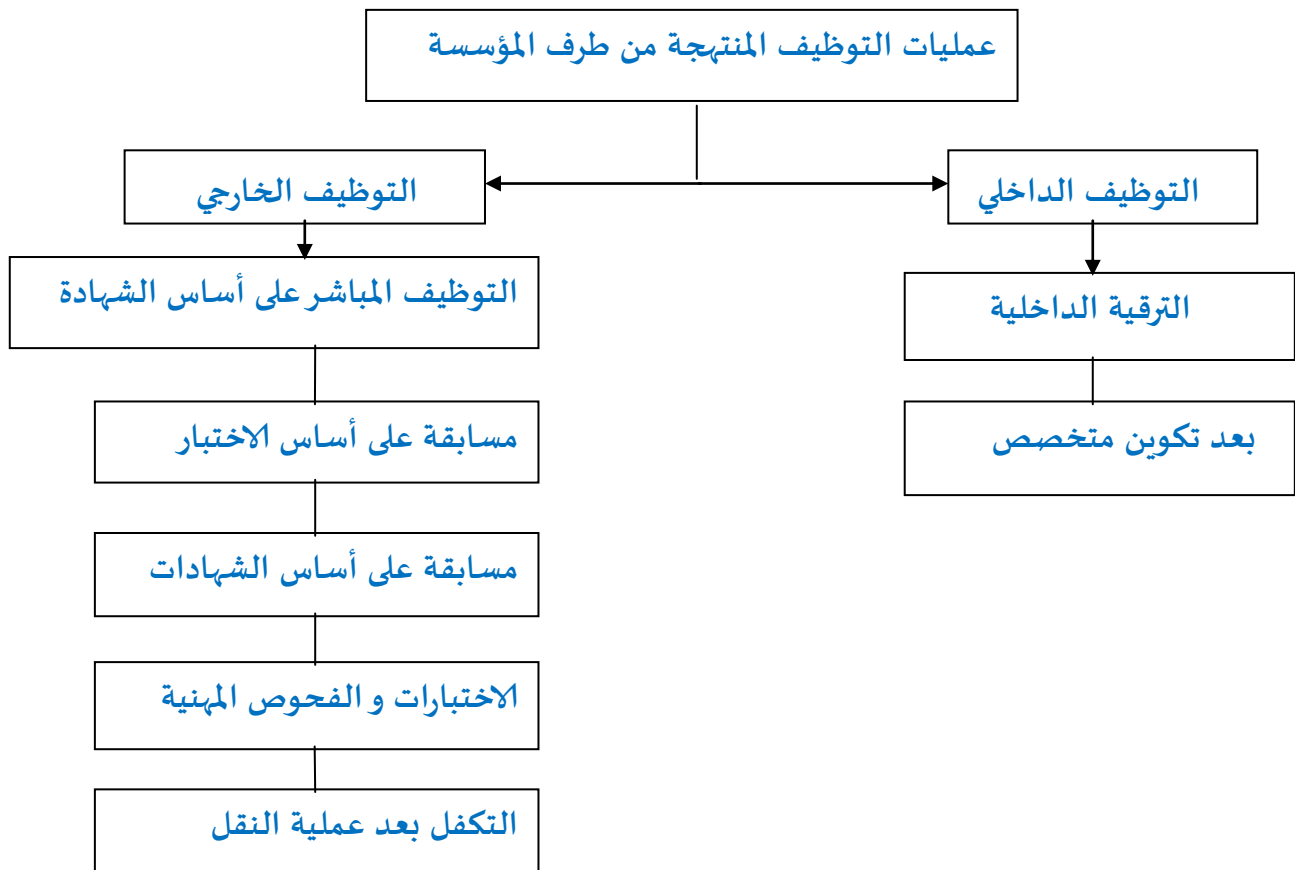 عمليات التوظيف المنتهجة من طرف المؤسسة
التوظيف الداخلي
التوظيف الخارجي
الترقية الداخلية
بعد تكوين متخصص
التوظيف المباشر على أساس الشهادة
مسابقة على أساس الاختبار
مسابقة على أساس الشهادات
الاختبارات و الفحوص المهنية
التكفل بعد عملية النقل